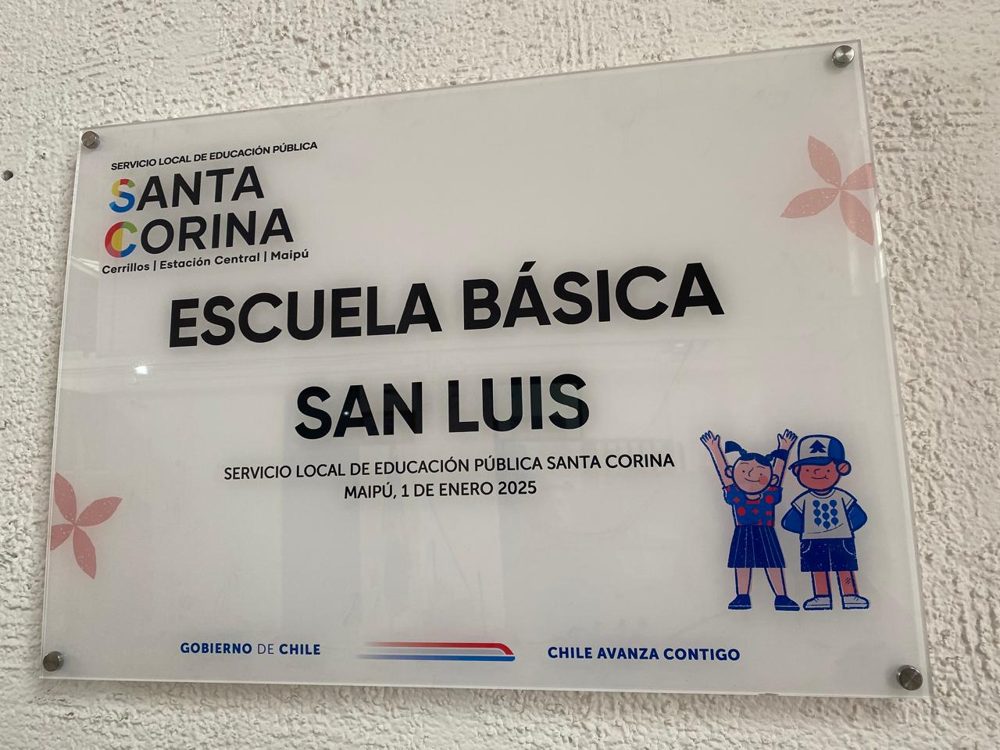 SERVICIO LOCAL DE EDUCACIÓN PÚBLICA
SANTA
CORINA
Cerrillos | Estación Central | Maipú
ESCUELA BÁSICA
SAN LUIS
SERVICIO LOCAL DE EDUCACIÓN PÚBLICA SANTA CORINA
MAIPÚ, 1 DE ENERO 2025
GOBIERNO DE CHILE
CHILE AVANZA CONTIGO